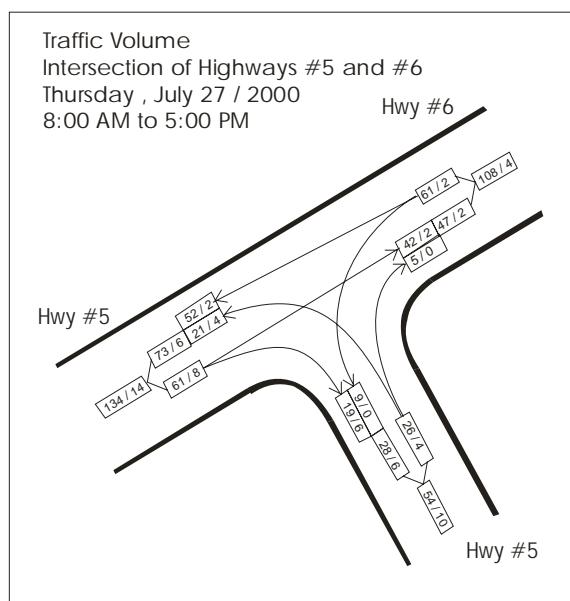 Traffic Volume
Intersection of Highways #5 and #6
Thursday , July 27 / 2000
8:00 AM to 5:00 PM
Hwy #6
108 / 4
61 / 2
47 / 2
42 / 2
5 / 0
Hwy #5
52 / 2
21 / 4
73 / 6
61 / 8
134 / 14
9 / 0
19 / 6
26 / 4
28 / 6
54 / 10
Hwy #5